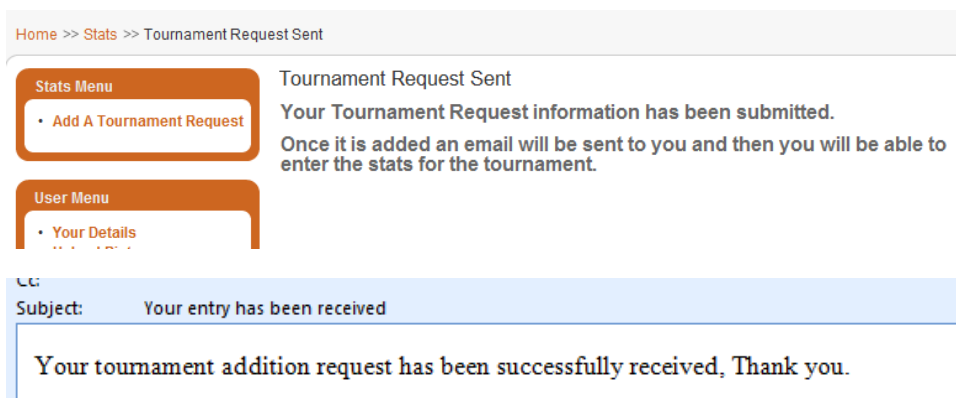 Home >> Stats >> Tournament Request Sent
Stats Menu
• Add A Tournament Request
Tournament Request Sent
Your Tournament Request information has been submitted.
Once it is added an email will be sent to you and then you will be able to
enter the stats for the tournament.
User Menu
• Your Details
Cc:
Subject: Your entry has been received
Your tournament addition request has been successfully received, Thank you.